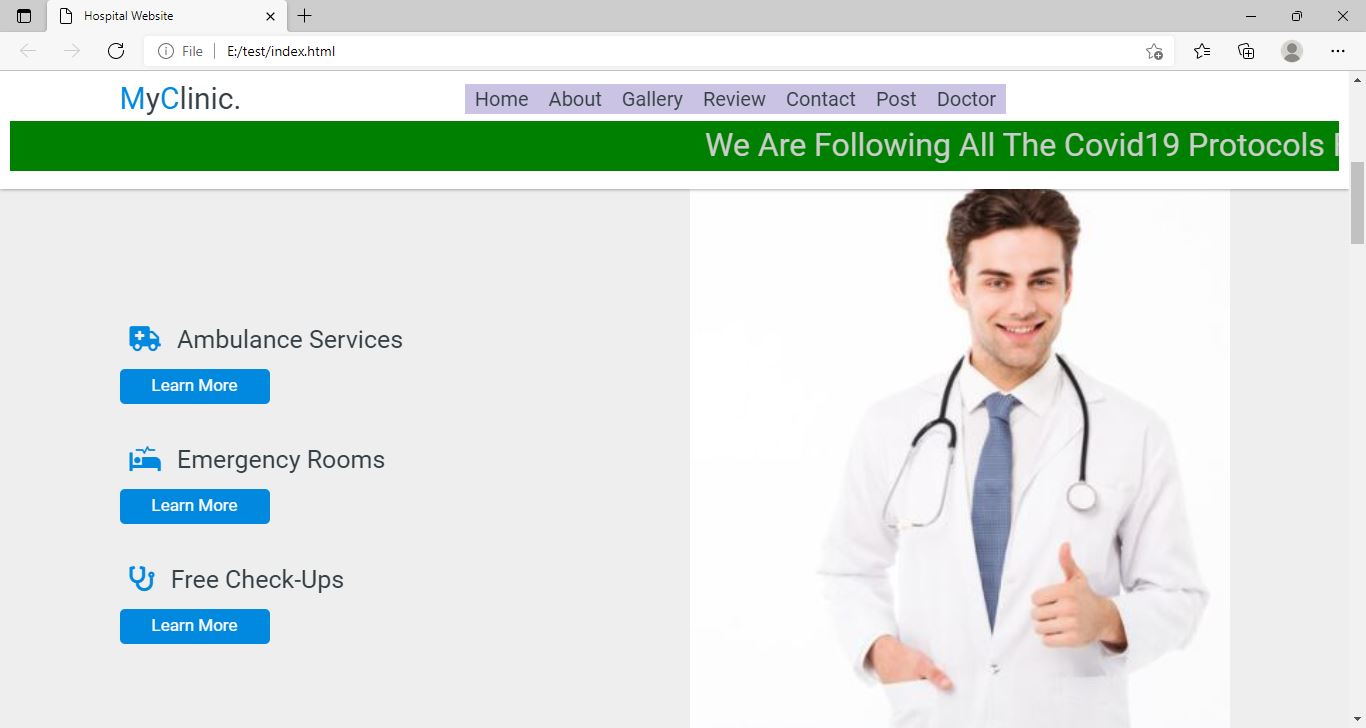 Hospital Website
File
E:/test/index.html
MyClinic.
Home About Gallery Review Contact Post Doctor
We Are Following All The Covid19 Protocols
Ambulance Services
Learn More
Emergency Rooms
Learn More
Free Check-Ups
Learn More